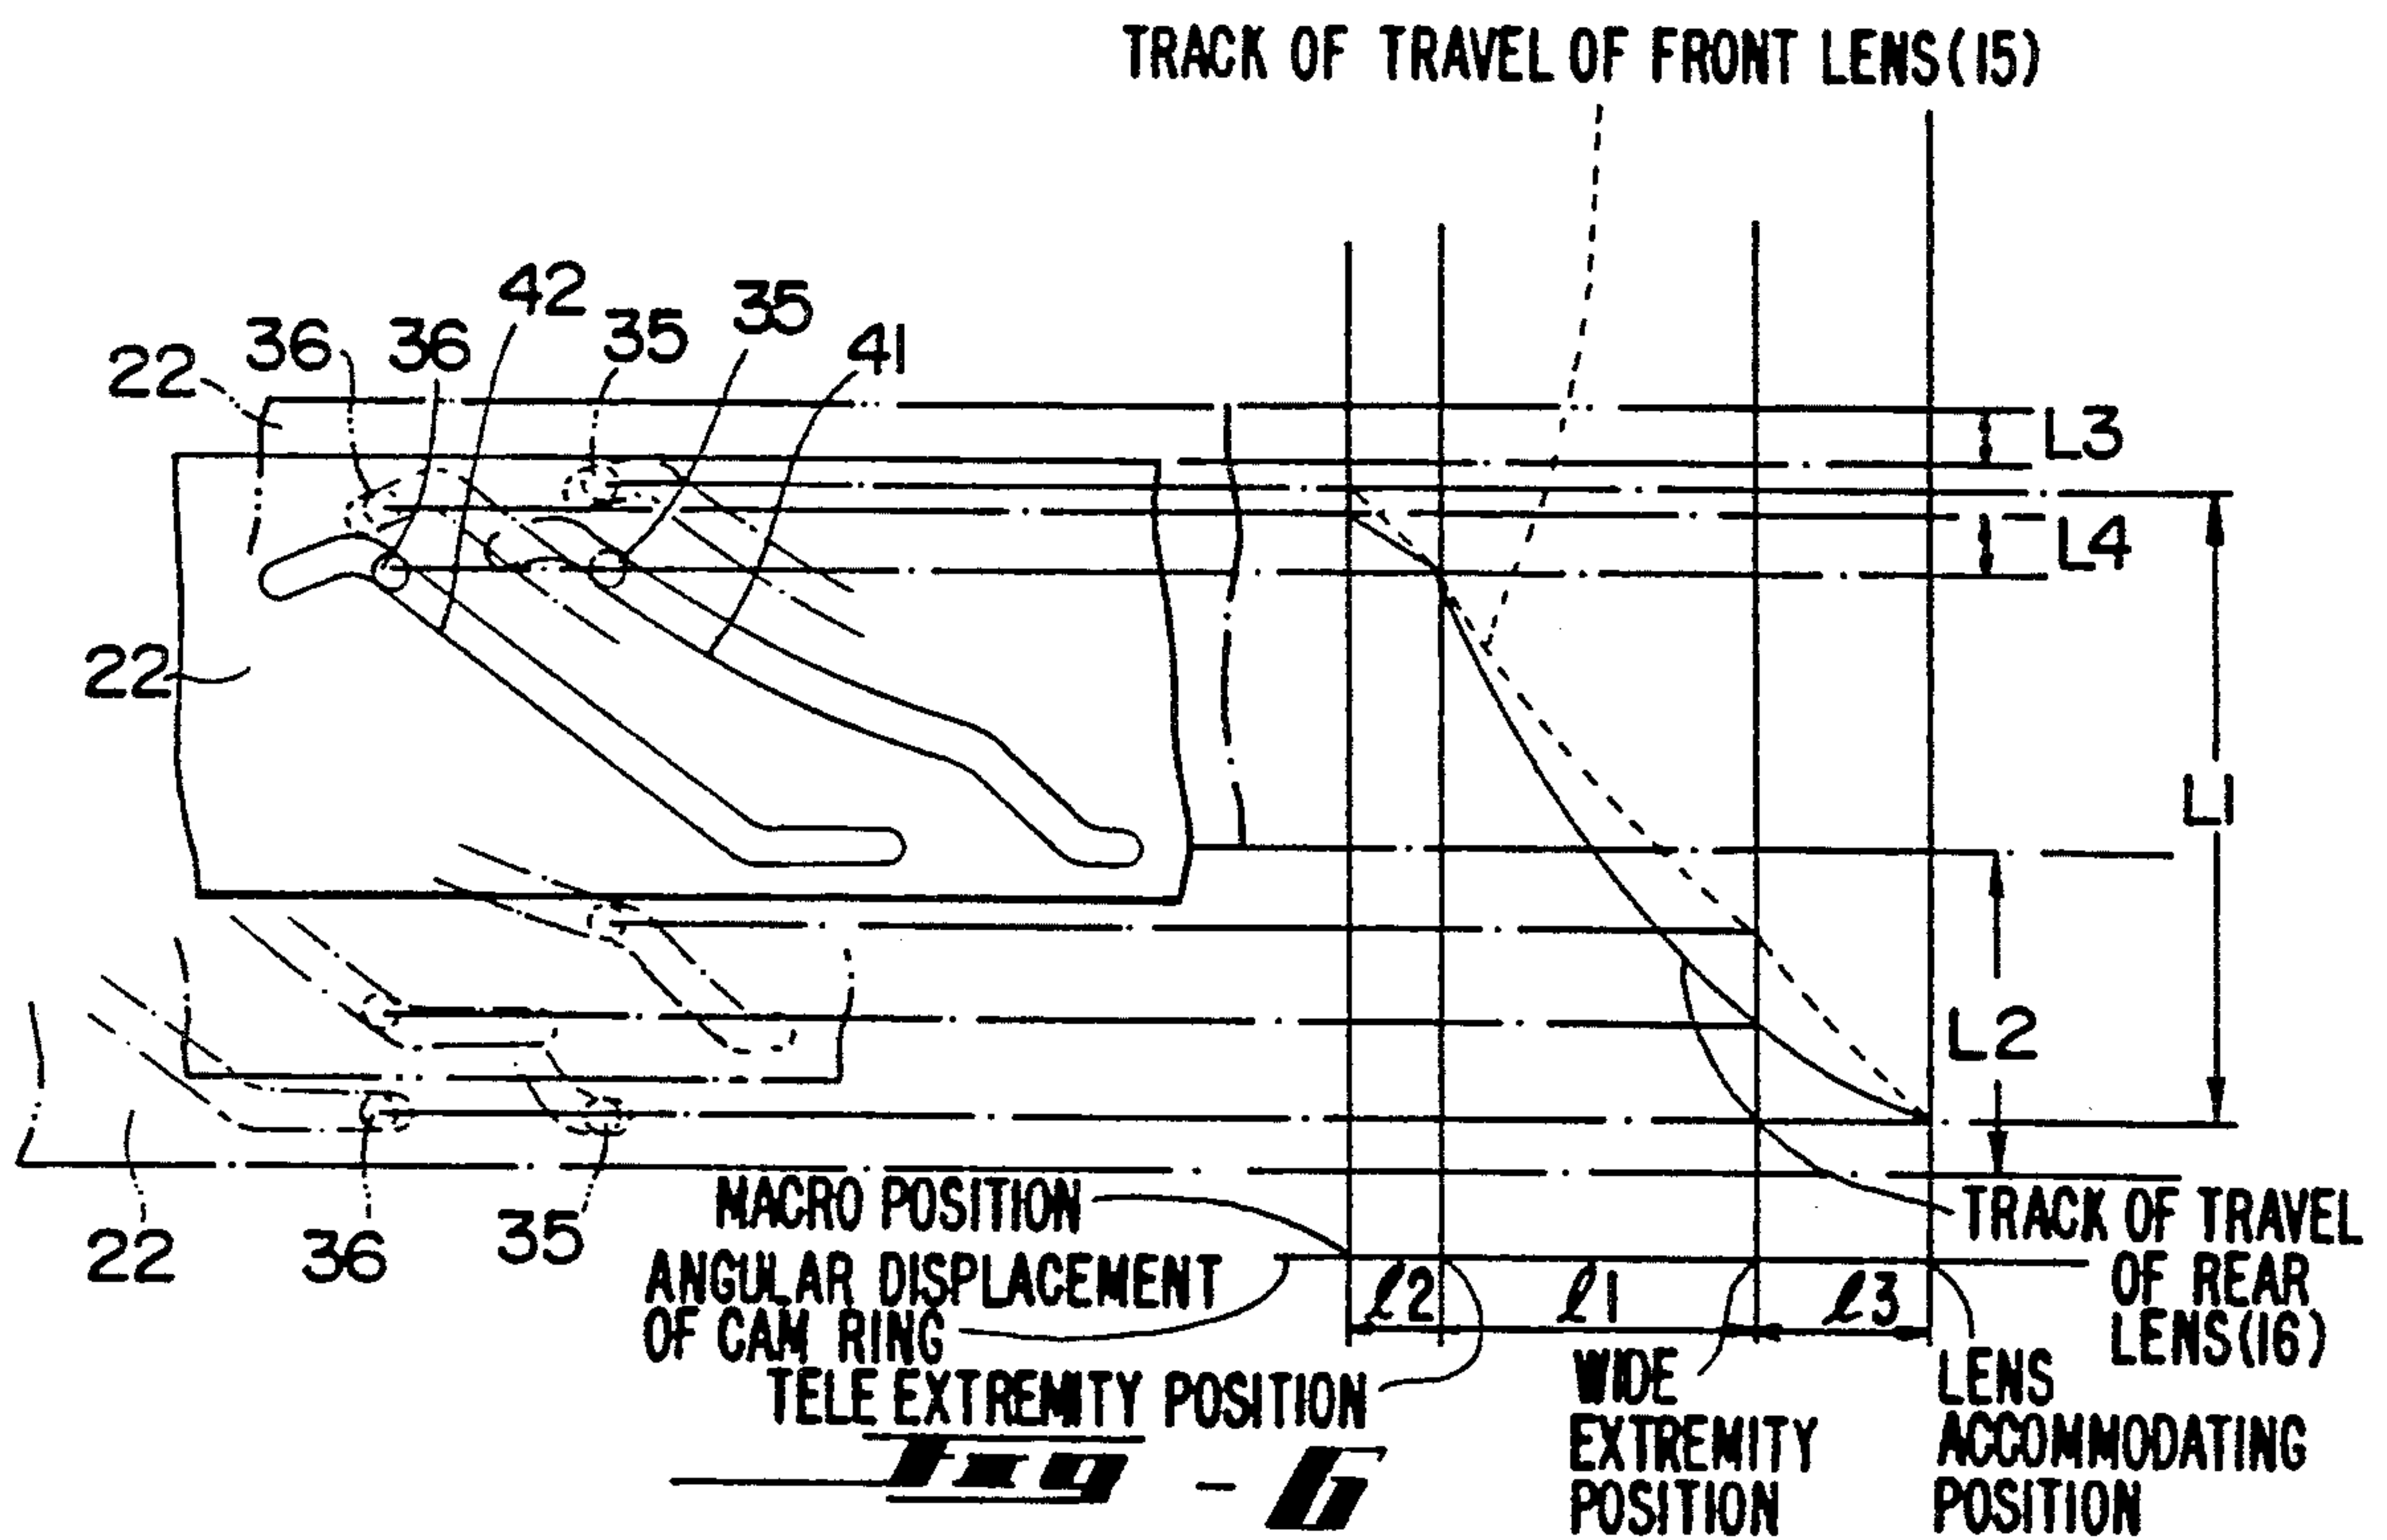 TRACK OF TRAVEL OF FRONT LENS(15)
42
35
35
36
36
41
22
L3
L4
22
L1
L2
22
36
35
MACRO POSITION
TRACK OF TRAVEL
OF REAR
LENS(16)
ANGULAR DISPLACEMENT
OF CAM RING
ℓ2
ℓ1
ℓ3
TELE EXTREMITY POSITION
WIDE
EXTREMITY
POSITION
LENS
ACCOMMODATING
POSITION
Fig - 6